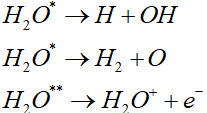 H₂O* → H + OH
H₂O* → H₂ + O
H₂O** → H₂O⁺ + e⁻